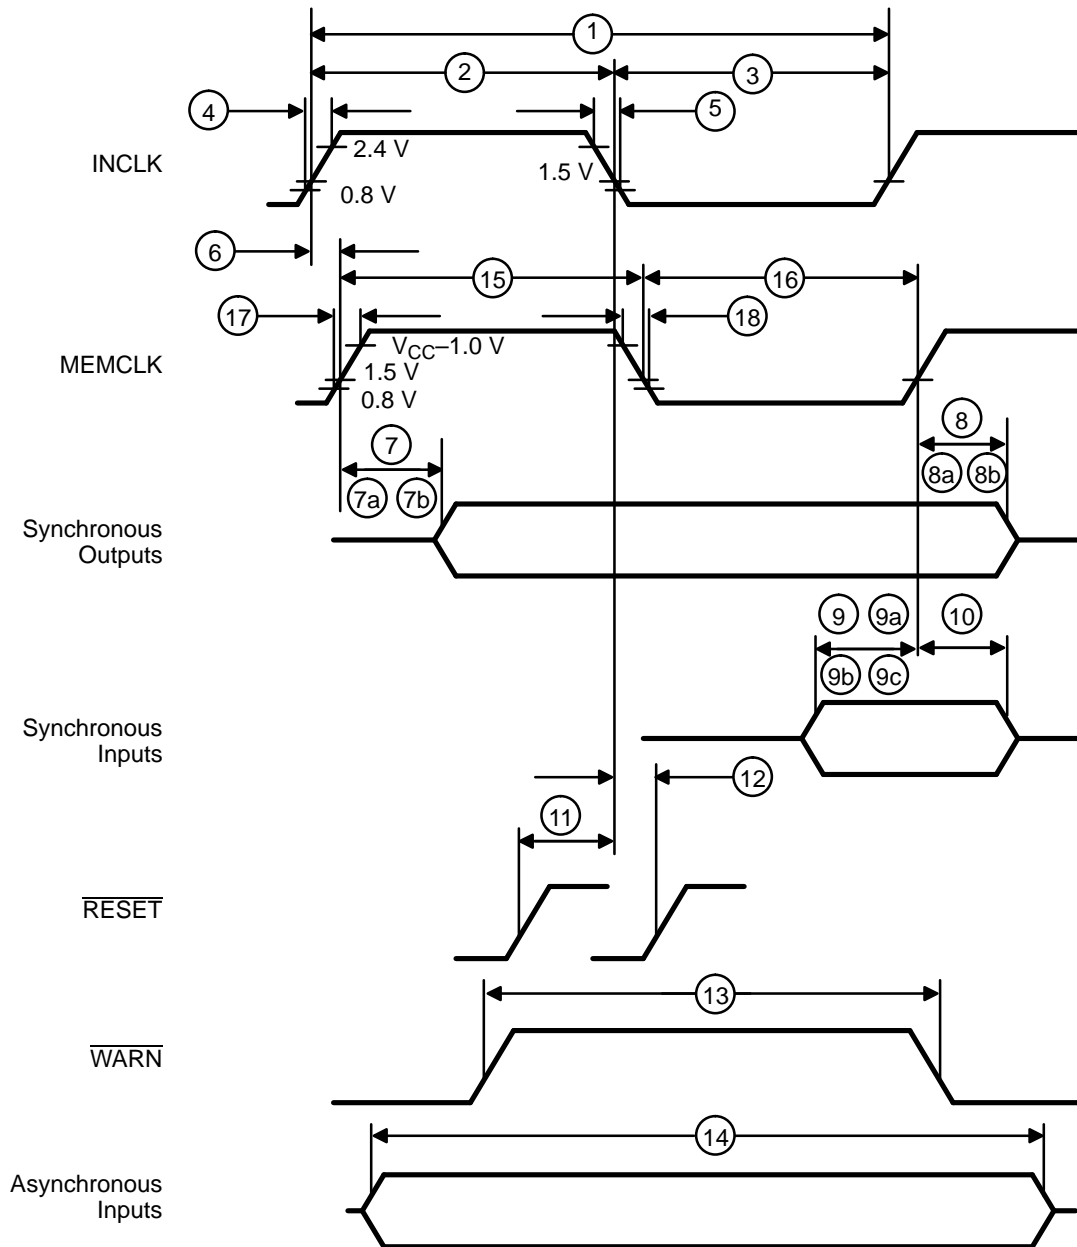 1
2
3
4
5
INCLK
2.4 V
1.5 V
0.8 V
6
15
16
17
18
MEMCLK
VCC–1.0 V
1.5 V
0.8 V
7
8
7a 7b
8a 8b
Synchronous
Outputs
9 9a
10
9b 9c
Synchronous
Inputs
12
11
RESET
13
WARN
14
Asynchronous
Inputs